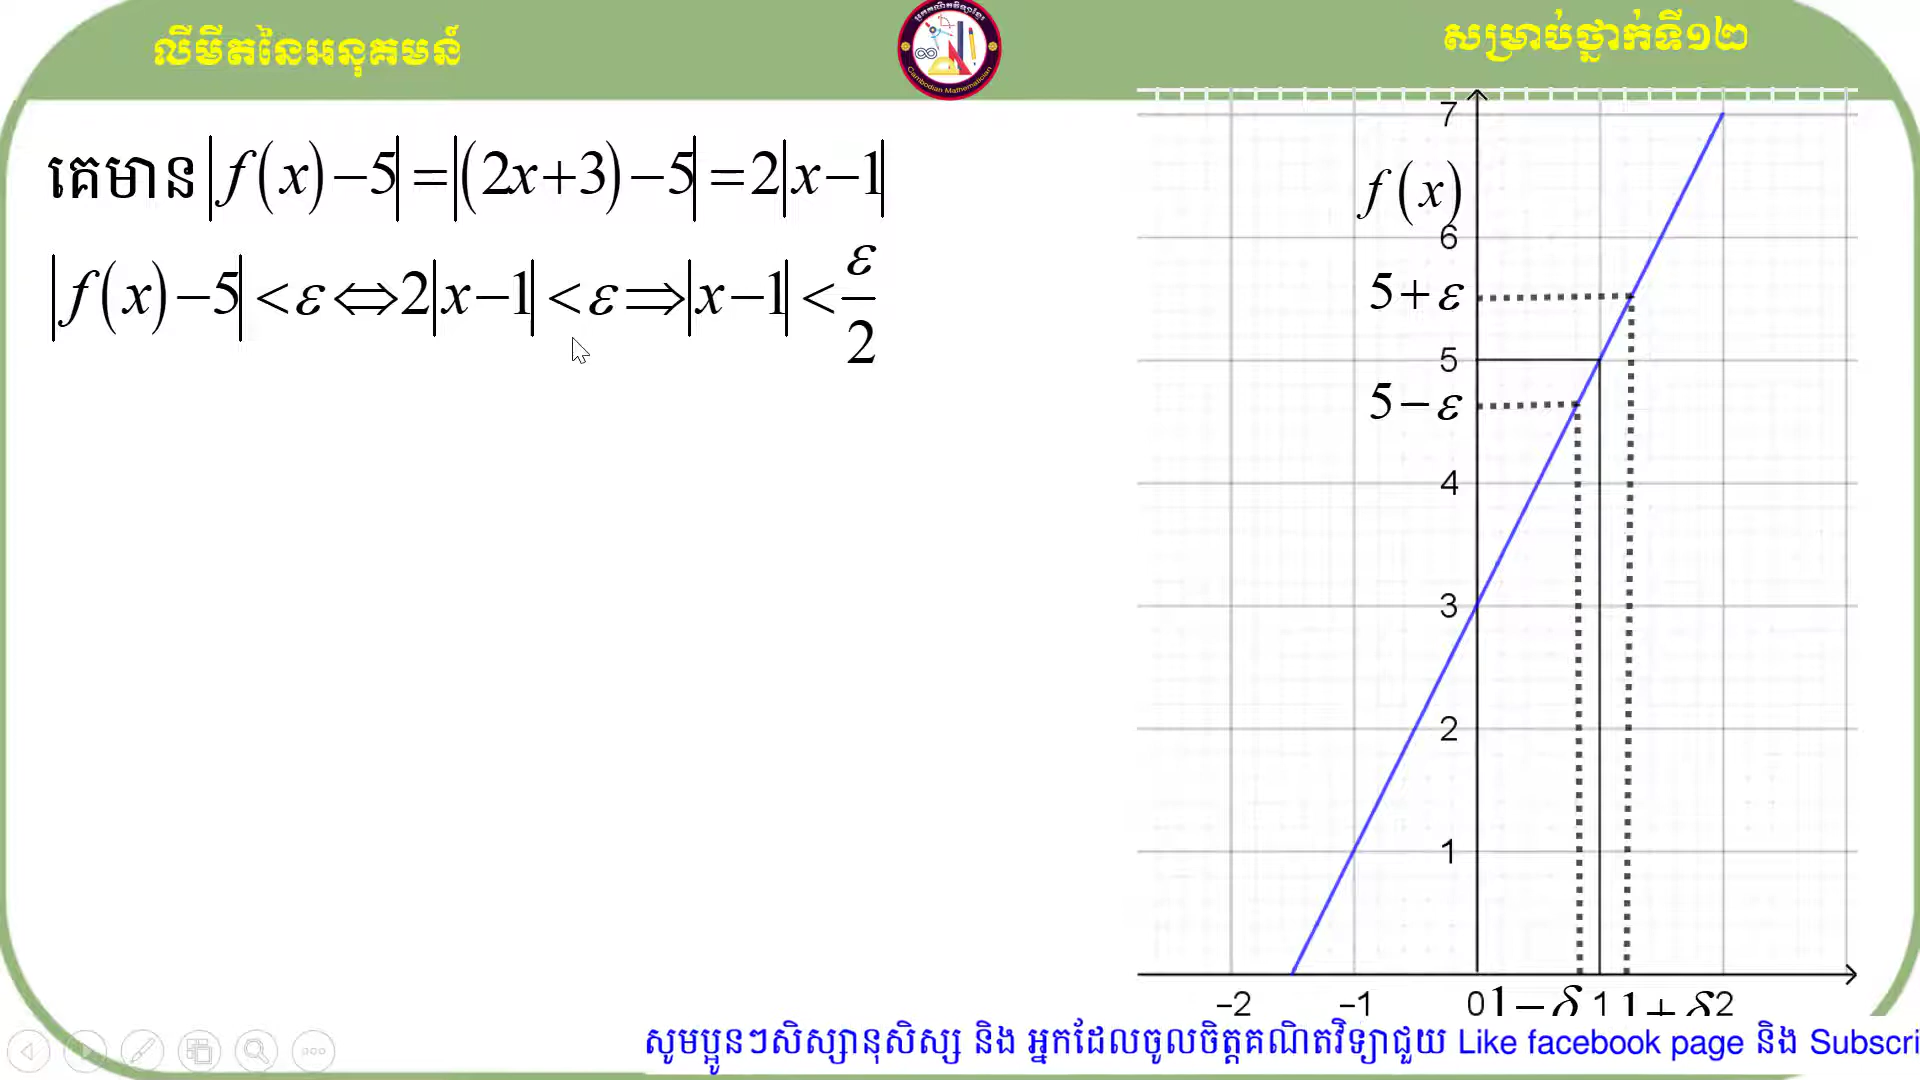 លីមីតនៃអនុគមន៍
សម្រាប់ថ្នាក់ទី១២
Cambodian Mathematician
គេមាន |f(x)−5| = |(2x+3)−5| = 2|x−1|
|f(x)−5| < ε ⇔ 2|x−1| < ε ⇒ |x−1| < ε/2
7
f(x)
6
5+ε
5
5−ε
4
3
2
1
−2 −1 0 1−δ 1 1+δ 2
សូមប្អូនៗសិស្សានុសិស្ស និង អ្នកដែលចូលចិត្តគណិតវិទ្យាជួយ Like facebook page និង Subscri